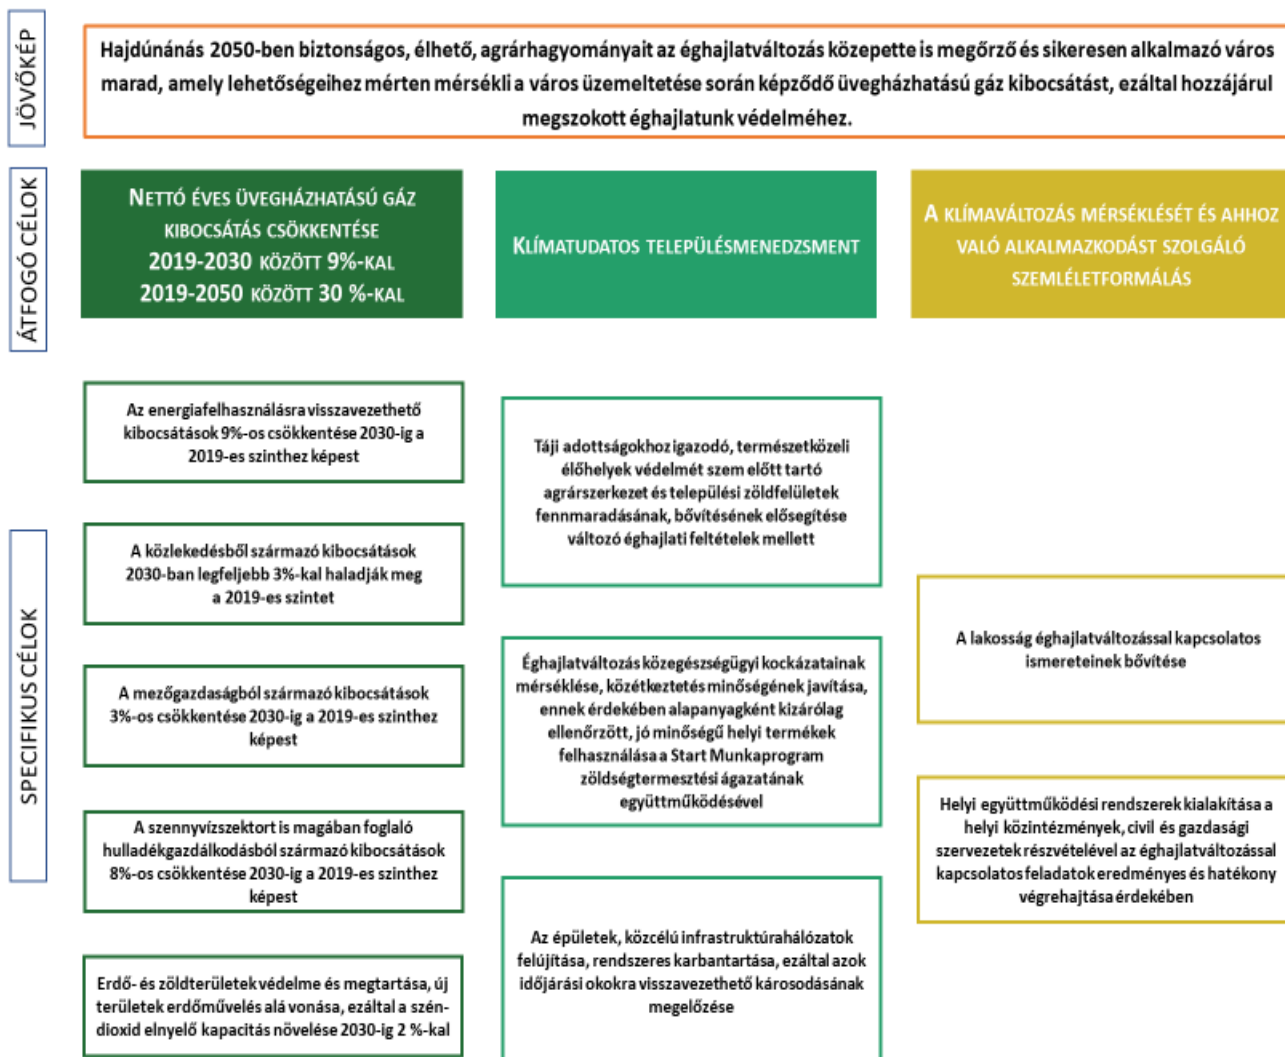 JÖVŐKÉP
Hajdúnánás 2050-ben biztonságos, élhető, agrárhagyományait az éghajlatváltozás közepette is megőrző és sikeresen alkalmazó város
marad, amely lehetőségeihez mérten mérsékli a város üzemeltetése során képződő üvegházhatású gáz kibocsátást, ezáltal hozzájárul
megszokott éghajlatunk védelméhez.
ÁTFOGÓ CÉLOK
NETTÓ ÉVES ÜVEGHÁZHATÁSÚ GÁZ
KIBOCSÁTÁS CSÖKKENTÉSE
2019-2030 KÖZÖTT 9%-KAL
2019-2050 KÖZÖTT 30 %-KAL
KLÍMATUDATOS TELEPÜLÉSMENEDZSMENT
A KLÍMAVÁLTOZÁS MÉRSÉKLÉSÉT ÉS AHHOZ
VALÓ ALKALMAZKODÁST SZOLGÁLÓ
SZEMLÉLETFORMÁLÁS
SPECIFIKUS CÉLOK
Az energiafelhasználásra visszavezethető
kibocsátások 9%-os csökkentése 2030-ig a
2019-es szinthez képest
A közlekedésből származó kibocsátások
2030-ban legfeljebb 3%-kal haladják meg
a 2019-es szintet
A mezőgazdaságból származó kibocsátások
3%-os csökkentése 2030-ig a 2019-es szinthez
képest
A szennyvízszektort is magában foglaló
hulladékgazdálkodásból származó kibocsátások
8%-os csökkentése 2030-ig a 2019-es szinthez
képest
Erdő- és zöldterületek védelme és megtartása, új
területek erdőművelés alá vonása, ezáltal a szén-
dioxid elnyelő kapacitás növelése 2030-ig 2 %-kal
Táji adottságokhoz igazodó, természetközeli
élőhelyek védelmét szem előtt tartó
agrárszerkezet és települési zöldfelületek
fennmaradásának, bővítésének elősegítése
változó éghajlati feltételek mellett
Éghajlatváltozás közegészségügyi kockázatainak
mérséklése, közétkeztetés minőségének javítása,
ennek érdekében alapanyagként kizárólag
ellenőrzött, jó minőségű helyi termékek
felhasználása a Start Munkaprogram
zöldségtermesztési ágazatának
együttműködésével
Az épületek, közcélú infrastruktúrahálózatok
felújítása, rendszeres karbantartása, ezáltal azok
időjárási okokra visszavezethető károsodásának
megelőzése
A lakosság éghajlatváltozással kapcsolatos
ismereteinek bővítése
Helyi együttműködési rendszerek kialakítása a
helyi közintézmények, civil és gazdasági
szervezetek részvételével az éghajlatváltozással
kapcsolatos feladatok eredményes és hatékony
végrehajtása érdekében